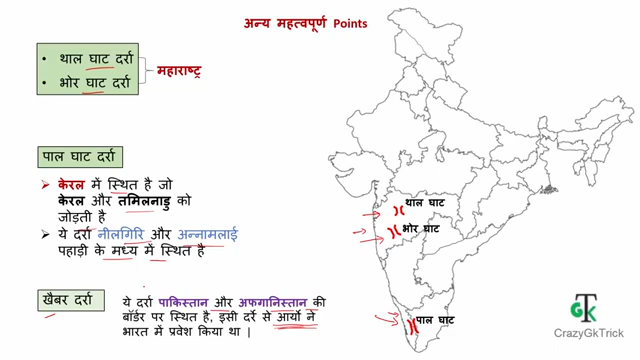 अन्य महत्वपूर्ण Points
• थाल घाट दर्रा
• भोर घाट दर्रा
महाराष्ट्र
पाल घाट दर्रा
➢ केरल में स्थित है जो
केरल और तमिलनाडु को
जोड़ती है
➢ ये दर्रा नीलगिरि और अन्नामलाई
पहाड़ी के मध्य में स्थित है
खैबर दर्रा
ये दर्रा पाकिस्तान और अफगानिस्तान की
बॉर्डर पर स्थित है, इसी दर्रे से आर्यो ने
भारत में प्रवेश किया था |
थाल घाट
भोर घाट
पाल घाट
GTK
CrazyGkTrick